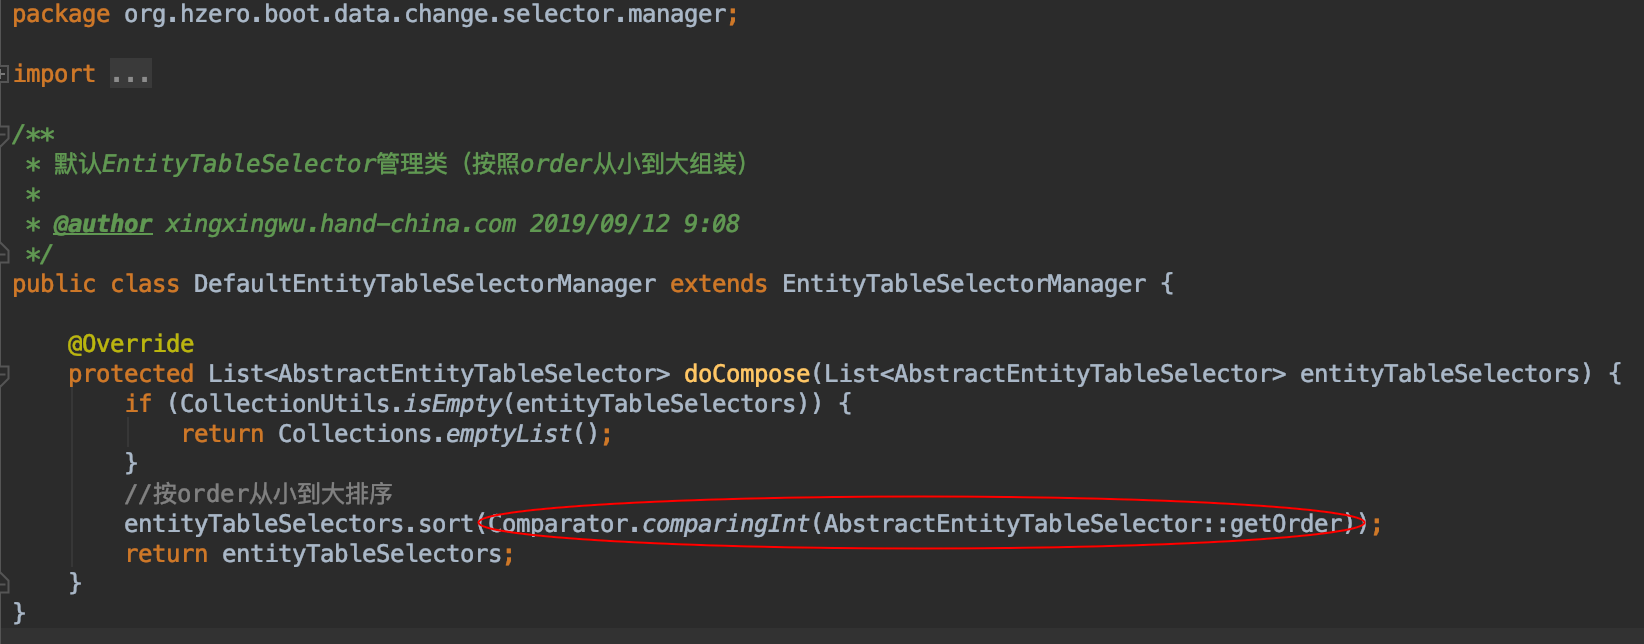 package org.hzero.boot.data.change.selector.manager;
import ...
/**
* 默认EntityTableSelector管理类（按照order从小到大组装）
*
* @author xingxingwu.hand-china.com 2019/09/12 9:08
*/
public class DefaultEntityTableSelectorManager extends EntityTableSelectorManager {
@Override
protected List<AbstractEntityTableSelector> doCompose(List<AbstractEntityTableSelector> entityTableSelectors) {
if (CollectionUtils.isEmpty(entityTableSelectors)) {
return Collections.emptyList();
}
//按order从小到大排序
entityTableSelectors.sort(Comparator.comparingInt(AbstractEntityTableSelector::getOrder));
return entityTableSelectors;
}
}